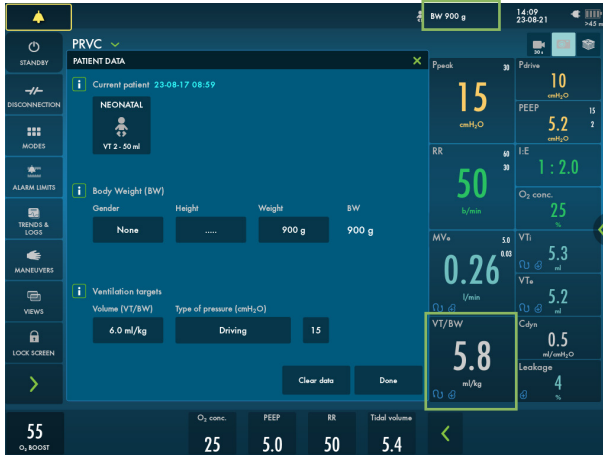 BW 900 g
14:09
23-08-21
>45 m
STANDBY
DISCONNECTION
MODES
ALARM LIMITS
TRENDS &
LOGS
MANEUVERS
VIEWS
LOCK SCREEN
55
O₂ BOOST
PRVC
30 s
PATIENT DATA
Current patient 23-08-17 08:59
NEONATAL
VT 2 - 50 ml
Body Weight (BW)
Gender Height Weight BW
None ..... 900 g 900 g
Ventilation targets
Volume (VT/BW) Type of pressure (cmH₂O)
6.0 ml/kg Driving 15
Clear data Done
Ppeak 30
15
cmH₂O
Pdrive
10
cmH₂O
PEEP 15
5.2 2
cmH₂O
RR 60
30
50
b/min
I:E
1 : 2.0
O₂ conc.
25
%
MVe 5.0
0.03
0.26
l/min
VTi
5.3
ml
VTe
5.2
ml
VT/BW
5.8
ml/kg
Cdyn
0.5
ml/cmH₂O
Leakage
4
%
O₂ conc. PEEP RR Tidal volume
25 5.0 50 5.4